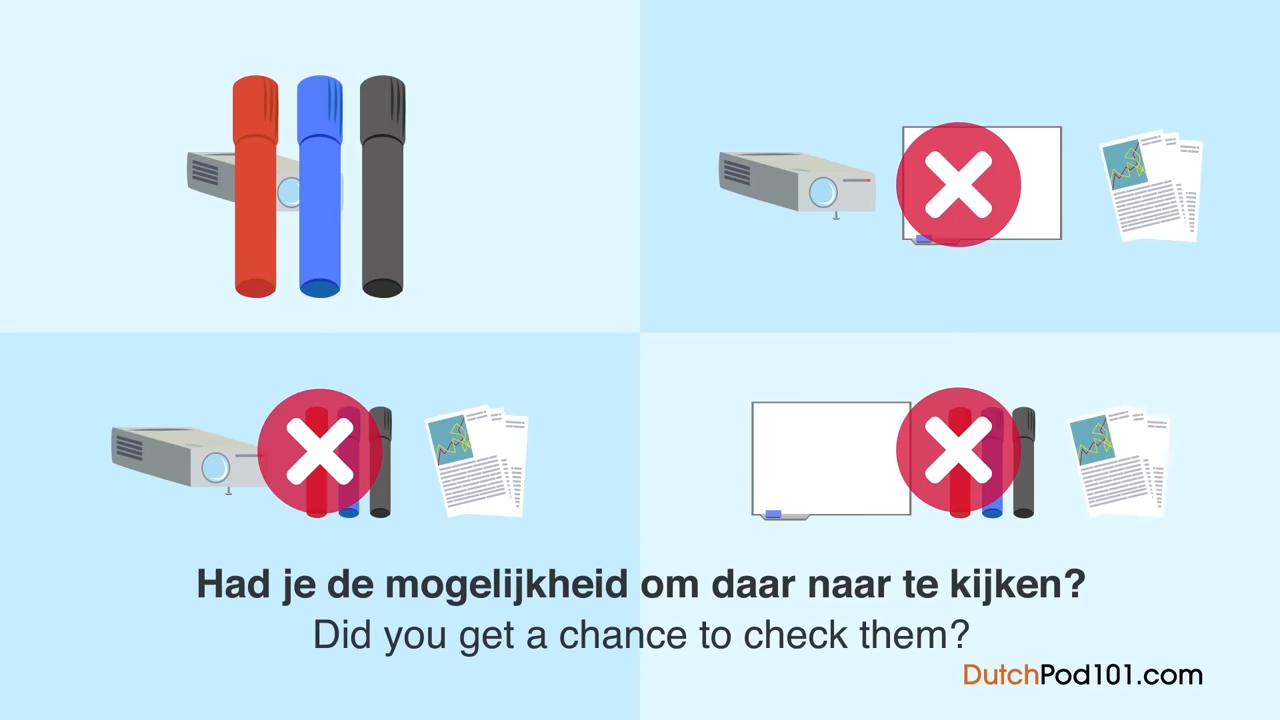 Had je de mogelijkheid om daar naar te kijken?
Did you get a chance to check them?
DutchPod101.com